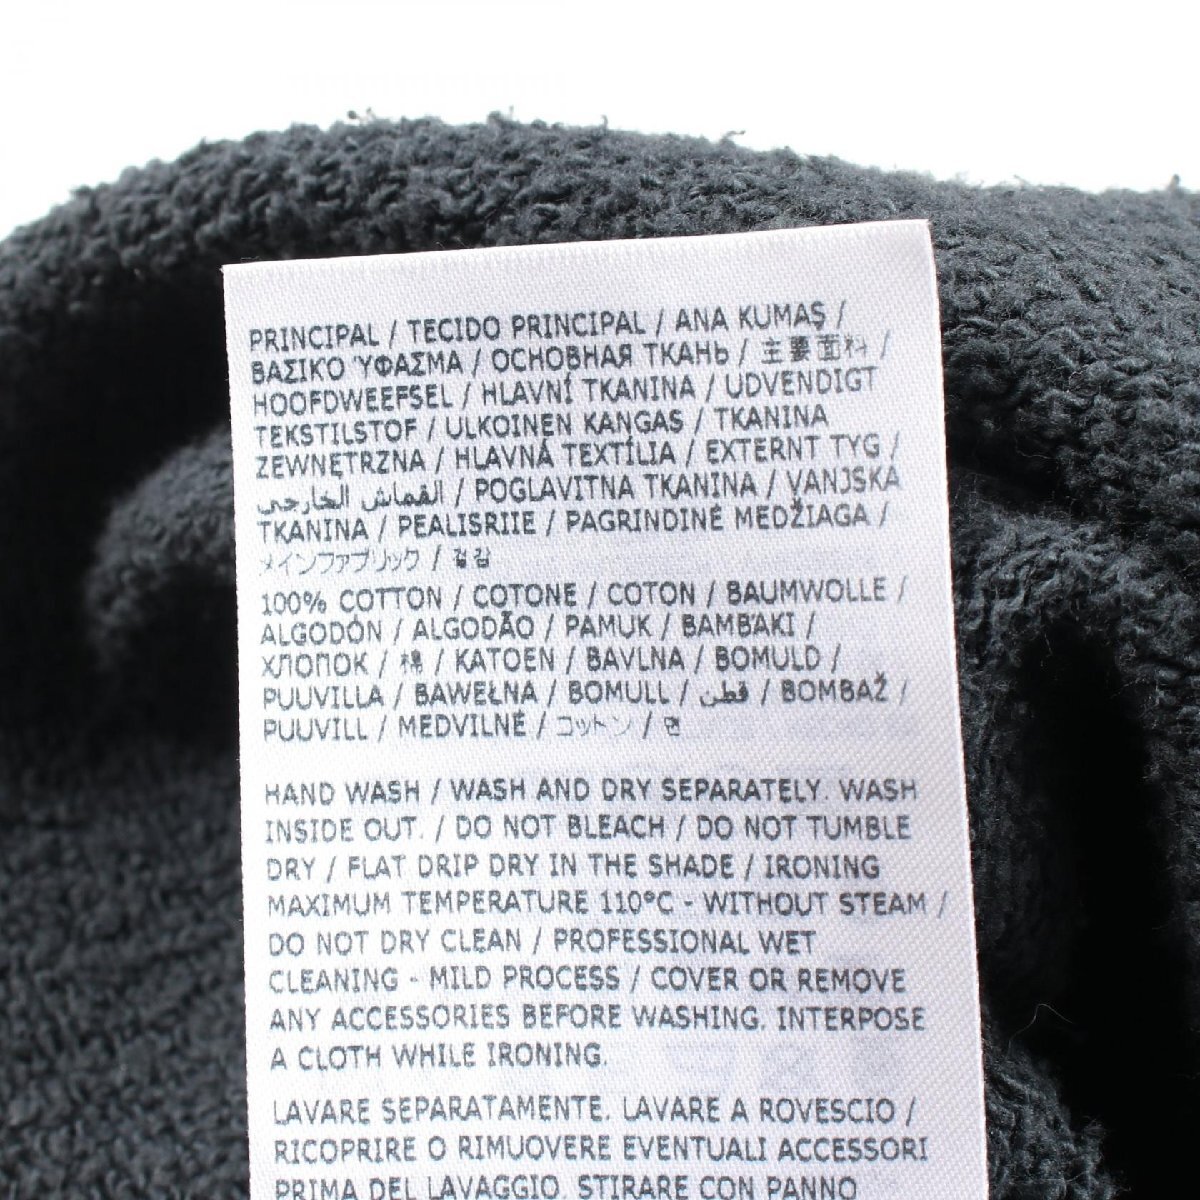 PRINCIPAL / TECIDO PRINCIPAL / ANA KUMAŞ /
ΒΑΣΙΚΟ ΎΦΑΣΜΑ / ОСНОВНАЯ ТКАНЬ / 主要面料 /
HOOFDWEEFSEL / HLAVNÍ TKANINA / UDVENDIGT
TEKSTILSTOF / ULKOINEN KANGAS / TKANINA
ZEWNĘTRZNA / HLAVNÁ TEXTÍLIA / EXTERNT TYG /
القماش الخارجي / POGLAVITNA TKANINA / VANJSKA
TKANINA / PEALISRIIE / PAGRINDINĖ MEDŽIAGA /
メインファブリック / 겉감
100% COTTON / COTONE / COTON / BAUMWOLLE /
ALGODÓN / ALGODÃO / PAMUK / ΒΑΜΒΆΚΙ /
ХЛОПОК / 棉 / KATOEN / BAVLNA / BOMULD /
PUUVILLA / BAWEŁNA / BOMULL / قطن / BOMBAŽ /
PUUVILL / MEDVILNĖ / コットン / 면
HAND WASH / WASH AND DRY SEPARATELY. WASH
INSIDE OUT. / DO NOT BLEACH / DO NOT TUMBLE
DRY / FLAT DRIP DRY IN THE SHADE / IRONING
MAXIMUM TEMPERATURE 110°C - WITHOUT STEAM /
DO NOT DRY CLEAN / PROFESSIONAL WET
CLEANING - MILD PROCESS / COVER OR REMOVE
ANY ACCESSORIES BEFORE WASHING. INTERPOSE
A CLOTH WHILE IRONING.
LAVARE SEPARATAMENTE. LAVARE A ROVESCIO /
RICOPRIRE O RIMUOVERE EVENTUALI ACCESSORI
PRIMA DEL LAVAGGIO. STIRARE CON PANNO